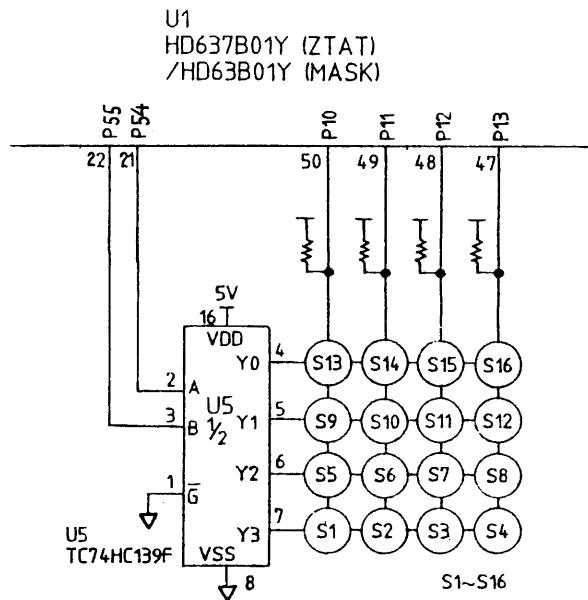 U1
HD637B01Y (ZTAT)
/HD63B01Y (MASK)
P55 P54 P10 P11 P12 P13
22 21 50 49 48 47
5V
16
VDD
2 A
3 B
1 G̅
U5
1/2
Y0 4
Y1 5
Y2 6
Y3 7
VSS
8
U5
TC74HC139F
S13 S14 S15 S16
S9 S10 S11 S12
S5 S6 S7 S8
S1 S2 S3 S4
S1~S16